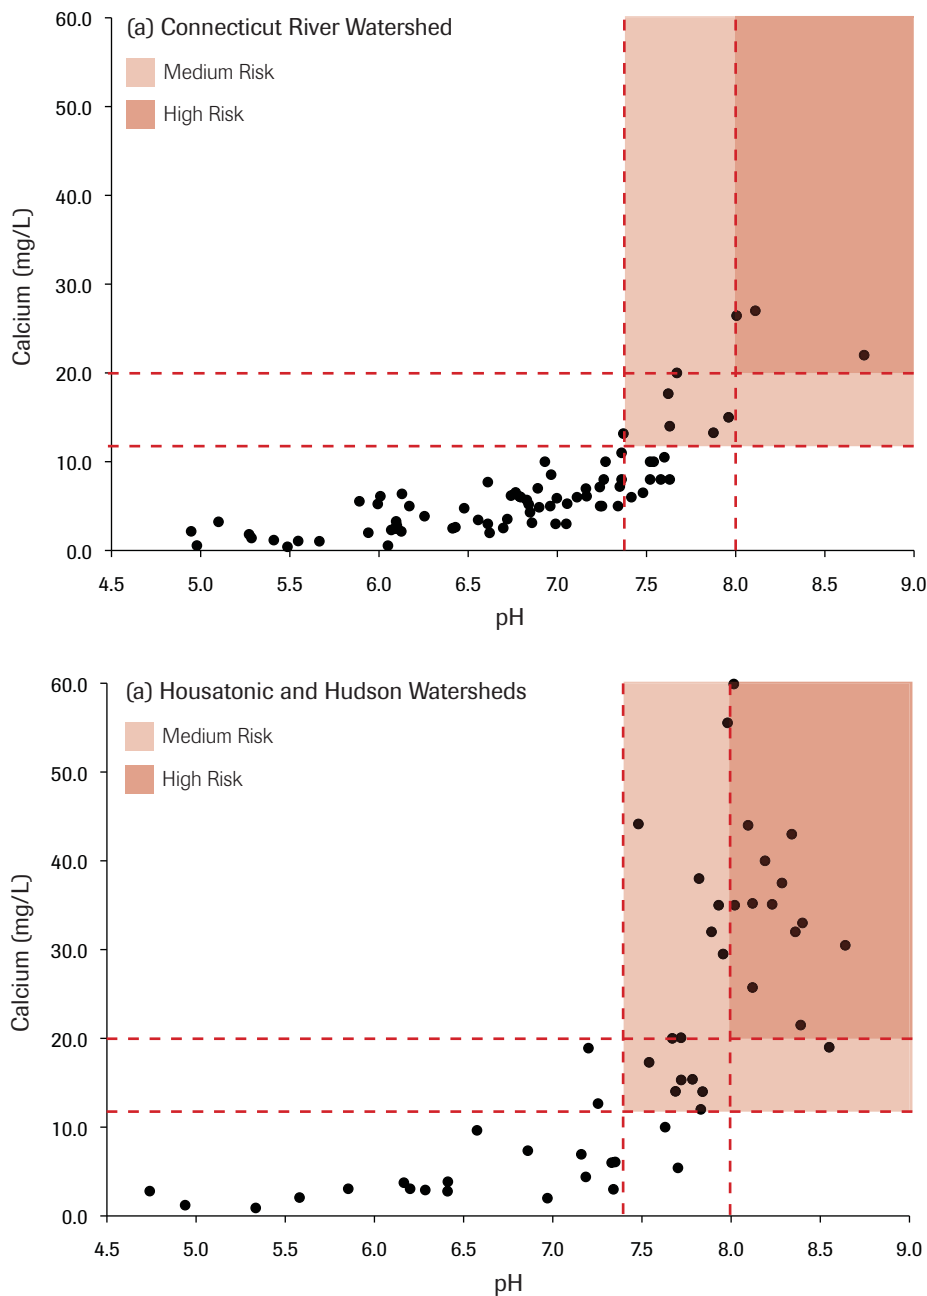 60.0
(a) Connecticut River Watershed
Medium Risk
50.0
High Risk
40.0
Calcium (mg/L)
30.0
20.0
10.0
0.0
4.5 5.0 5.5 6.0 6.5 7.0 7.5 8.0 8.5 9.0
pH
60.0
(a) Housatonic and Hudson Watersheds
Medium Risk
50.0
High Risk
40.0
Calcium (mg/L)
30.0
20.0
10.0
0.0
4.5 5.0 5.5 6.0 6.5 7.0 7.5 8.0 8.5 9.0
pH